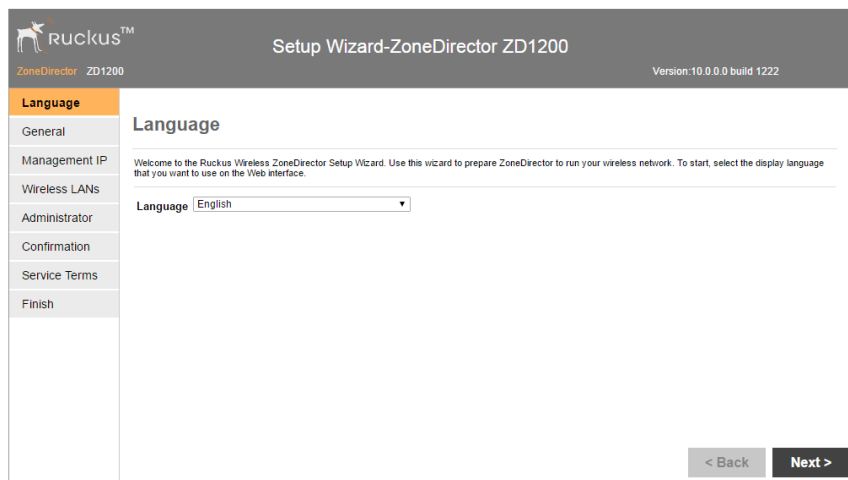 Ruckus™
Setup Wizard-ZoneDirector ZD1200
ZoneDirector ZD1200
Version:10.0.0.0 build 1222
Language
General
Management IP
Wireless LANs
Administrator
Confirmation
Service Terms
Finish
Language
Welcome to the Ruckus Wireless ZoneDirector Setup Wizard. Use this wizard to prepare ZoneDirector to run your wireless network. To start, select the display language
that you want to use on the Web interface.
Language English
< Back Next >